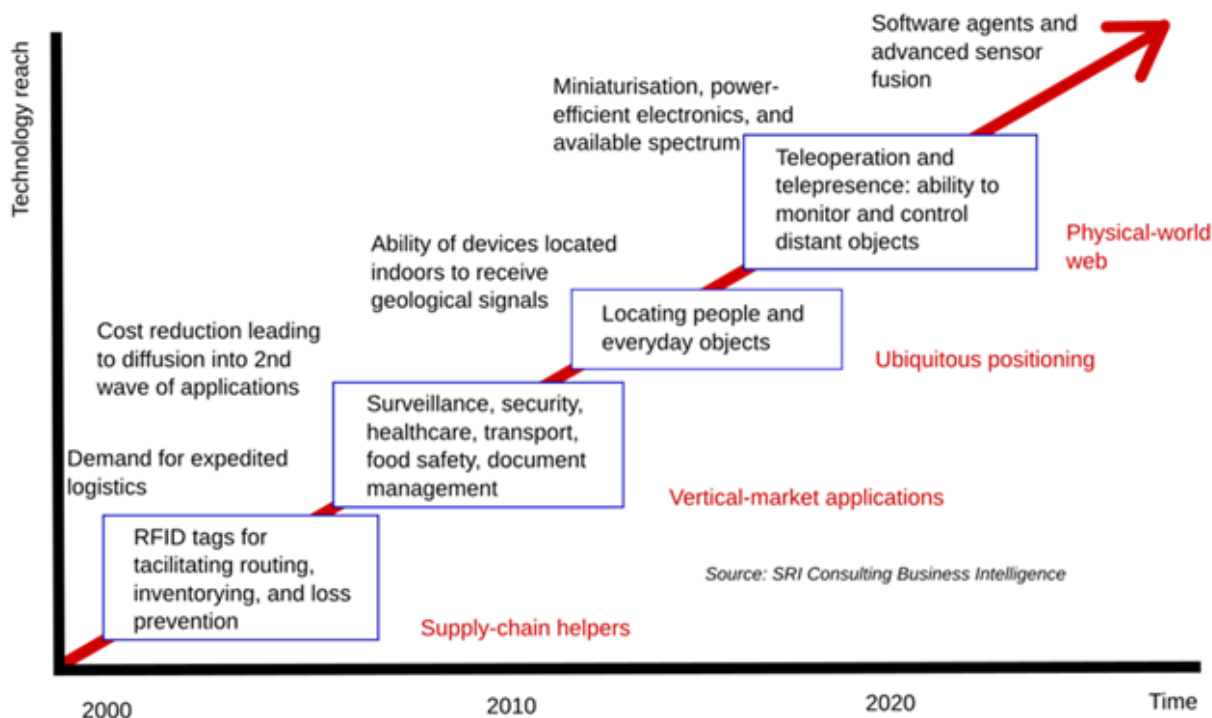 Technology reach
Software agents and
advanced sensor
fusion
Miniaturisation, power-
efficient electronics, and
available spectrum
Teleoperation and
telepresence: ability to
monitor and control
distant objects
Physical-world
web
Ability of devices located
indoors to receive
geological signals
Locating people and
everyday objects
Ubiquitous positioning
Cost reduction leading
to diffusion into 2nd
wave of applications
Surveillance, security,
healthcare, transport,
food safety, document
management
Vertical-market applications
Demand for expedited
logistics
RFID tags for
tacilitating routing,
inventorying, and loss
prevention
Supply-chain helpers
Source: SRI Consulting Business Intelligence
2000
2010
2020
Time